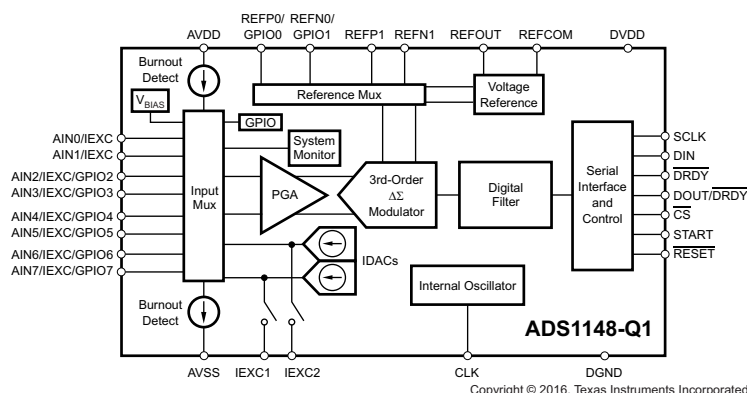 REFP0/
GPIO0
REFN0/
GPIO1
AVDD
REFP1
REFN1
REFOUT
REFCOM
DVDD
Burnout
Detect
VBIAS
Reference Mux
Voltage
Reference
GPIO
System
Monitor
AIN0/IEXC
AIN1/IEXC
AIN2/IEXC/GPIO2
AIN3/IEXC/GPIO3
AIN4/IEXC/GPIO4
AIN5/IEXC/GPIO5
AIN6/IEXC/GPIO6
AIN7/IEXC/GPIO7
Input
Mux
PGA
3rd-Order
ΔΣ
Modulator
Digital
Filter
Serial
Interface
and
Control
SCLK
DIN
DRDY
DOUT/DRDY
CS
START
RESET
IDACs
Burnout
Detect
Internal Oscillator
ADS1148-Q1
AVSS
IEXC1
IEXC2
CLK
DGND
Copyright © 2016, Texas Instruments Incorporated